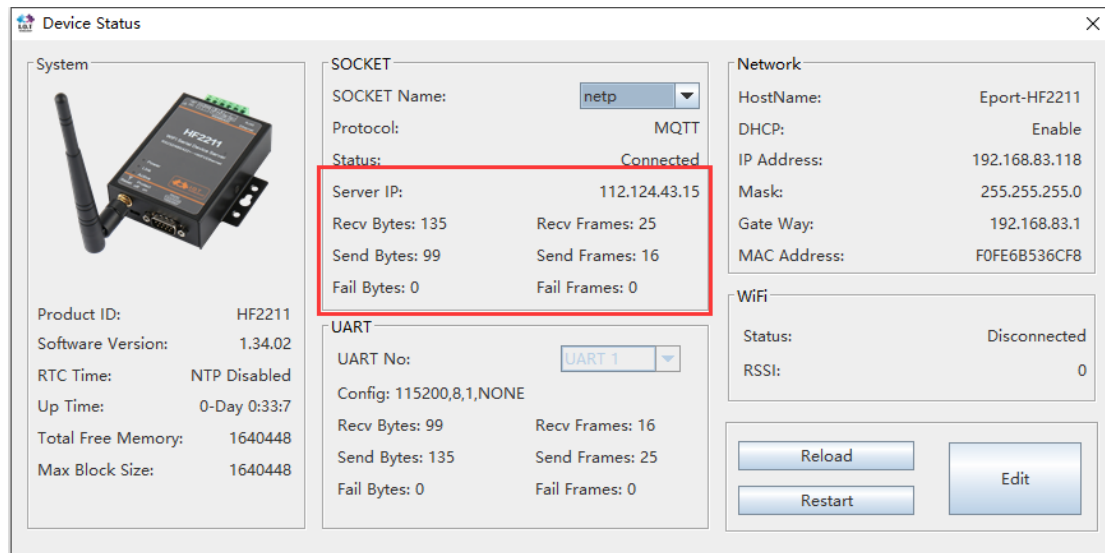 Device Status
System
HF2211
Product ID: HF2211
Software Version: 1.34.02
RTC Time: NTP Disabled
Up Time: 0-Day 0:33:7
Total Free Memory: 1640448
Max Block Size: 1640448
SOCKET
SOCKET Name: netp
Protocol: MQTT
Status: Connected
Server IP: 112.124.43.15
Recv Bytes: 135 Recv Frames: 25
Send Bytes: 99 Send Frames: 16
Fail Bytes: 0 Fail Frames: 0
UART
UART No: UART 1
Config: 115200,8,1,NONE
Recv Bytes: 99 Recv Frames: 16
Send Bytes: 135 Send Frames: 25
Fail Bytes: 0 Fail Frames: 0
Network
HostName: Eport-HF2211
DHCP: Enable
IP Address: 192.168.83.118
Mask: 255.255.255.0
Gate Way: 192.168.83.1
MAC Address: F0FE6B536CF8
WiFi
Status: Disconnected
RSSI: 0
Reload
Restart
Edit